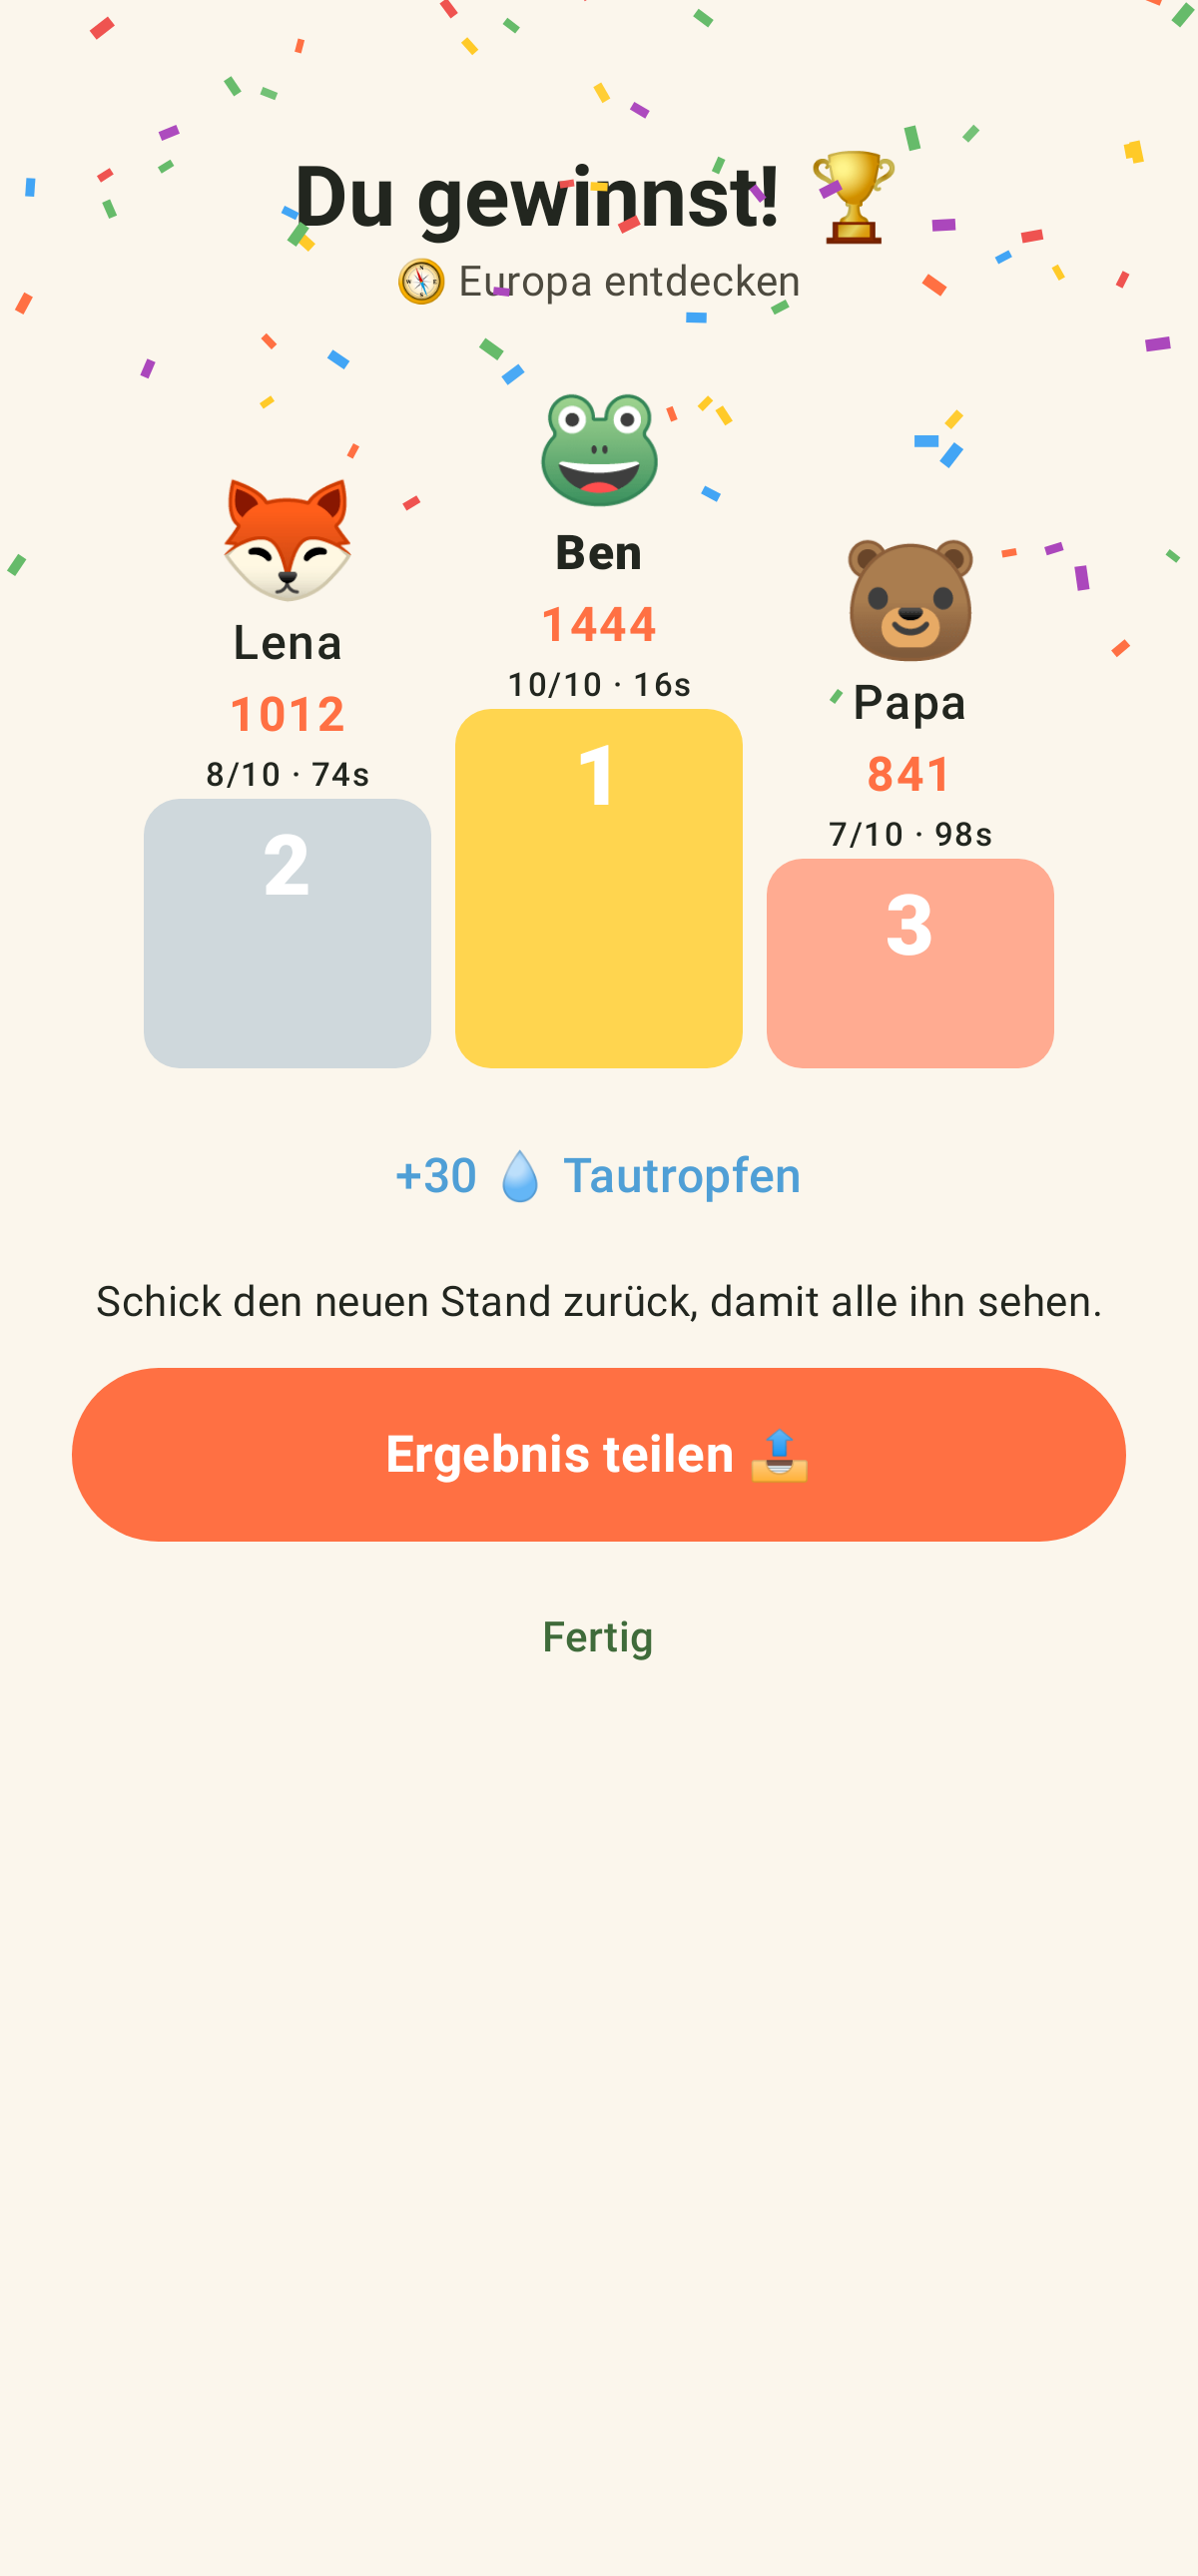 Du gewinnst! 🏆
🧭 Europa entdecken
Ben
1444
10/10 · 16s
1
Lena
1012
8/10 · 74s
2
Papa
841
7/10 · 98s
3
+30 💧 Tautropfen
Schick den neuen Stand zurück, damit alle ihn sehen.
Ergebnis teilen 📤
Fertig